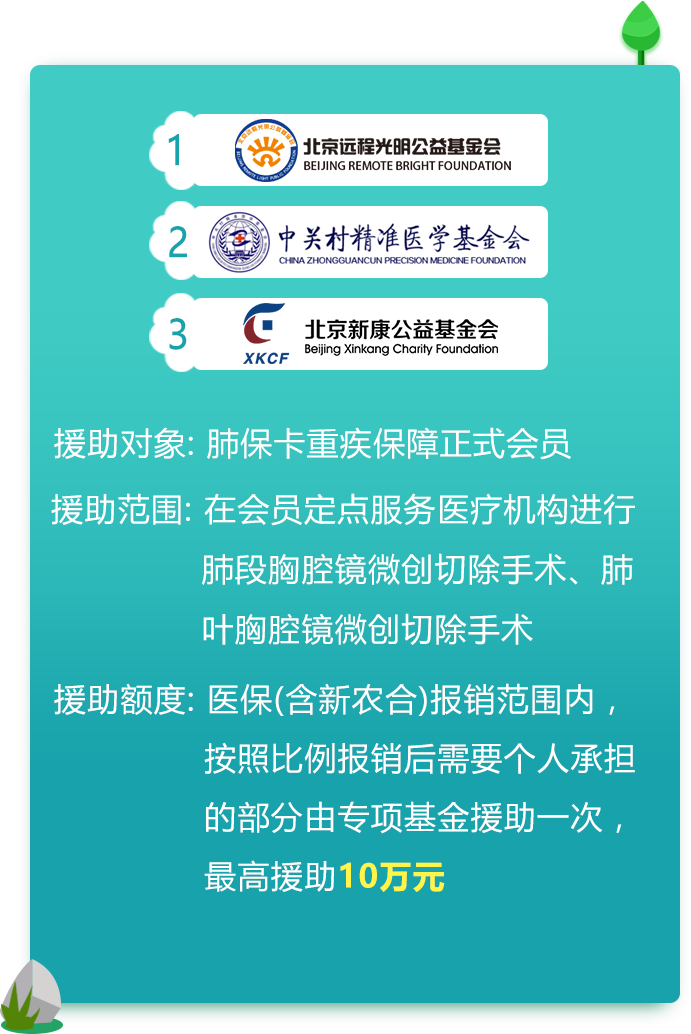 1
北京远程光明公益基金会
BEIJING REMOTE BRIGHT FOUNDATION
2
中关村精准医学基金会
CHINA ZHONGGUANCUN PRECISION MEDICINE FOUNDATION
3
XKCF
北京新康公益基金会
Beijing Xinkang Charity Foundation
援助对象: 肺保卡重疾保障正式会员
援助范围: 在会员定点服务医疗机构进行
肺段胸腔镜微创切除手术、肺
叶胸腔镜微创切除手术
援助额度: 医保(含新农合)报销范围内，
按照比例报销后需要个人承担
的部分由专项基金援助一次，
最高援助10万元